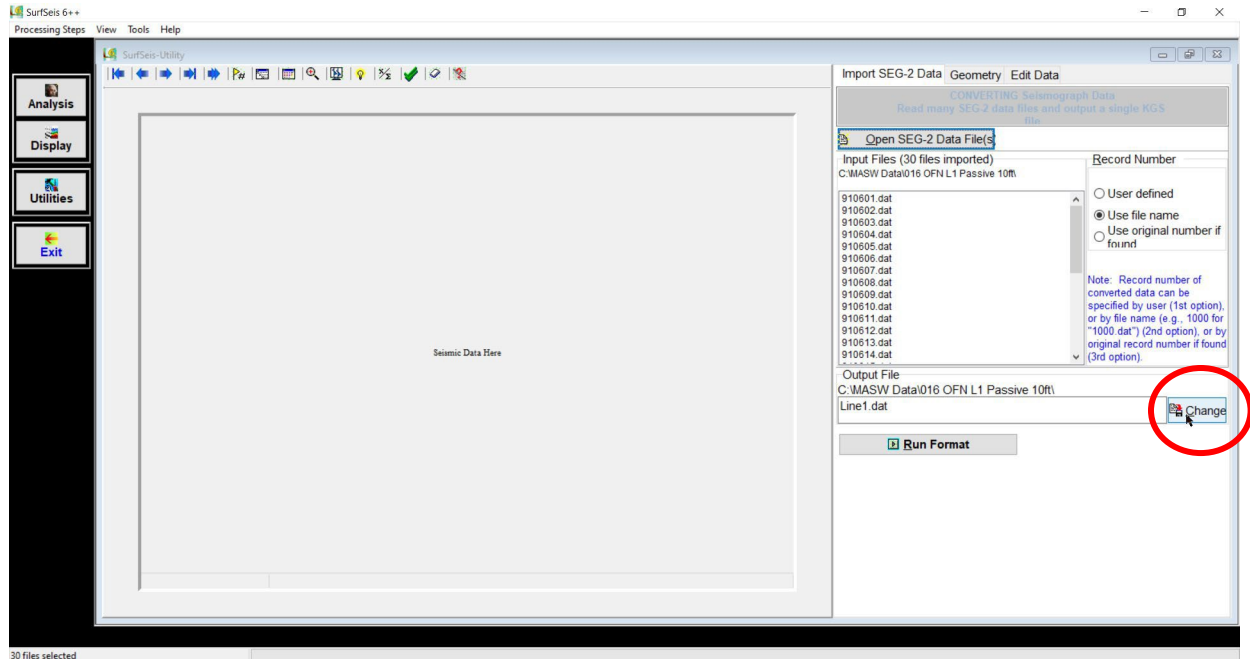 SurfSeis 6++
Processing Steps View Tools Help
SurfSeis-Utility
Analysis
Display
Utilities
Exit
Seismic Data Here
Import SEG-2 Data Geometry Edit Data
CONVERTING Seismograph Data
Read many SEG-2 data files and output a single KGS
file
Open SEG-2 Data File(s)
Input Files (30 files imported)
C:\MASW Data\016 OFN L1 Passive 10ft\
910601.dat
910602.dat
910603.dat
910604.dat
910605.dat
910606.dat
910607.dat
910608.dat
910609.dat
910610.dat
910611.dat
910612.dat
910613.dat
910614.dat
Record Number
User defined
Use file name
Use original number if
found
Note: Record number of
converted data can be
specified by user (1st option),
or by file name (e.g., 1000 for
"1000.dat") (2nd option), or by
original record number if found
(3rd option).
Output File
C:\MASW Data\016 OFN L1 Passive 10ft\
Line1.dat
Change
Run Format
30 files selected